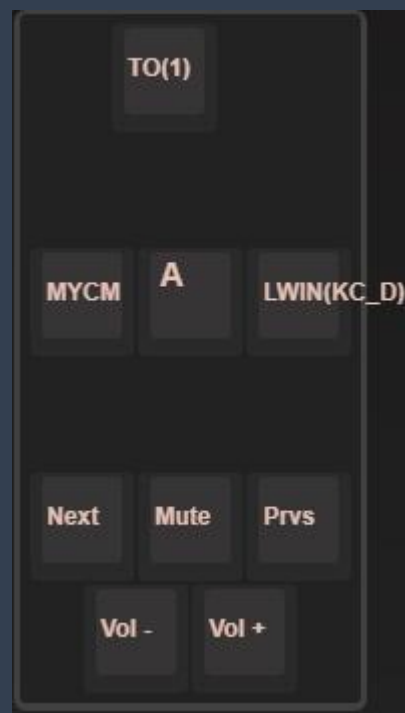 TO(1)
MYCM A LWIN(KC_D)
Next Mute Prvs
Vol - Vol +